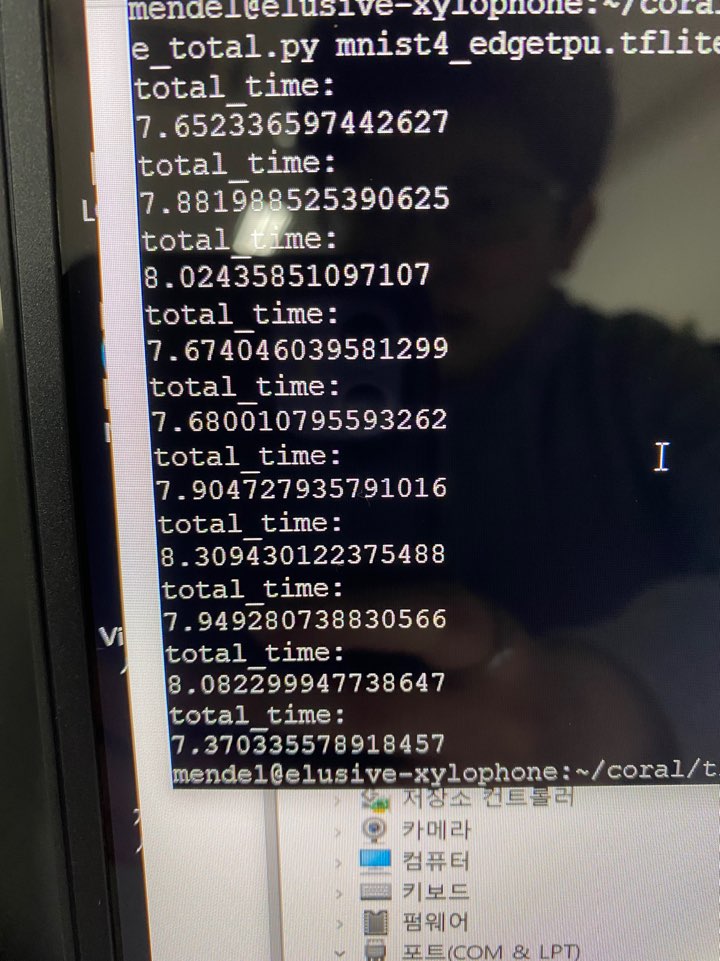 mendel@elusive-xylophone:~/coral
e_total.py mnist4_edgetpu.tflite
total_time:
7.652336597442627
total_time:
7.881988525390625
total_time:
8.02435851097107
total_time:
7.674046039581299
total_time:
7.680010795593262
total_time:
7.904727935791016
total_time:
8.309430122375488
total_time:
7.949280738830566
total_time:
8.082299947738647
total_time:
7.370335578918457
mendel@elusive-xylophone:~/coral/t
저장소 컨트롤러
카메라
컴퓨터
키보드
펌웨어
포트(COM & LPT)